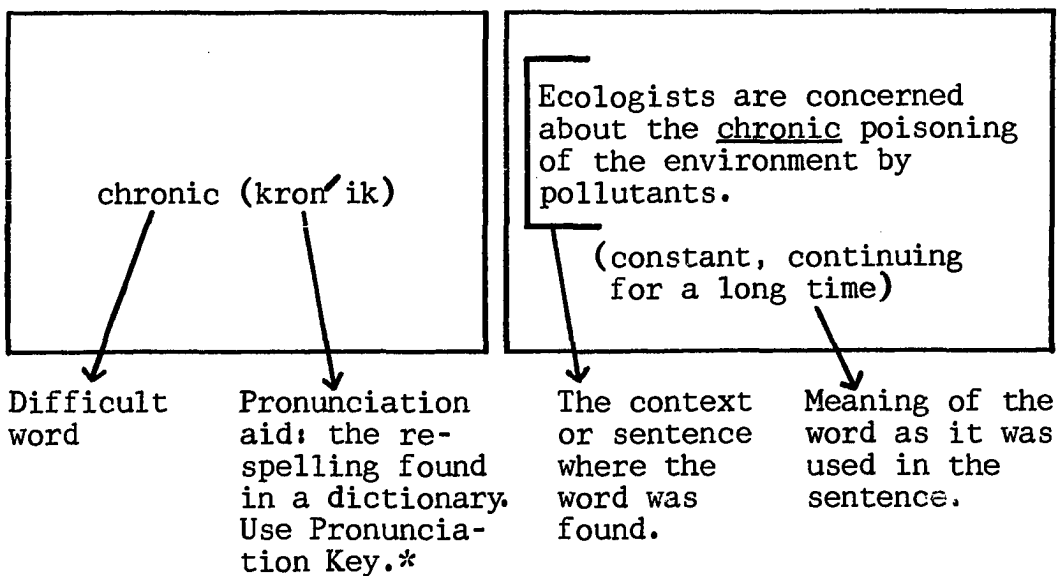 chronic (kron′ik)
Ecologists are concerned
about the chronic poisoning
of the environment by
pollutants.
(constant, continuing
for a long time)
Difficult
word
Pronunciation
aid: the re-
spelling found
in a dictionary.
Use Pronuncia-
tion Key.*
The context
or sentence
where the
word was
found.
Meaning of the
word as it was
used in the
sentence.